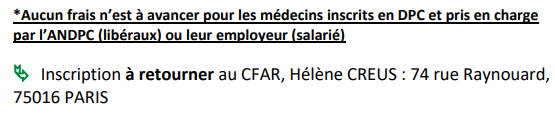 *Aucun frais n’est à avancer pour les médecins inscrits en DPC et pris en charge
par l’ANDPC (libéraux) ou leur employeur (salarié)
Inscription à retourner au CFAR, Hélène CREUS : 74 rue Raynouard,
75016 PARIS